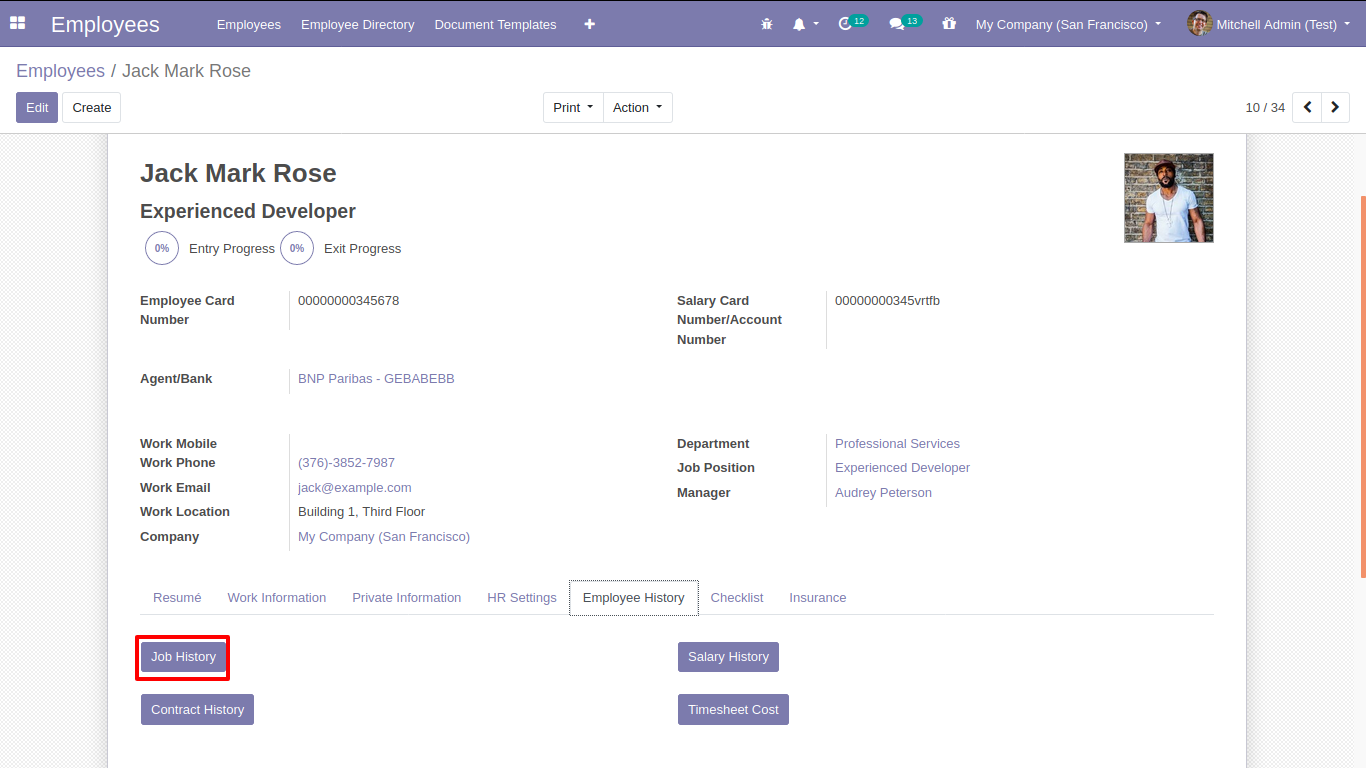 Employees Employees Employee Directory Document Templates 12 13 My Company (San Francisco) Mitchell Admin (Test)
Employees / Jack Mark Rose
Edit Create Print Action 10 / 34
Jack Mark Rose
Experienced Developer
0% Entry Progress 0% Exit Progress
Employee Card 00000000345678 Salary Card 00000000345vrtfb
Number Number/Account
Number
Agent/Bank BNP Paribas - GEBABEBB
Work Mobile Department Professional Services
Work Phone (376)-3852-7987 Job Position Experienced Developer
Work Email jack@example.com Manager Audrey Peterson
Work Location Building 1, Third Floor
Company My Company (San Francisco)
Resumé Work Information Private Information HR Settings Employee History Checklist Insurance
Job History Salary History
Contract History Timesheet Cost